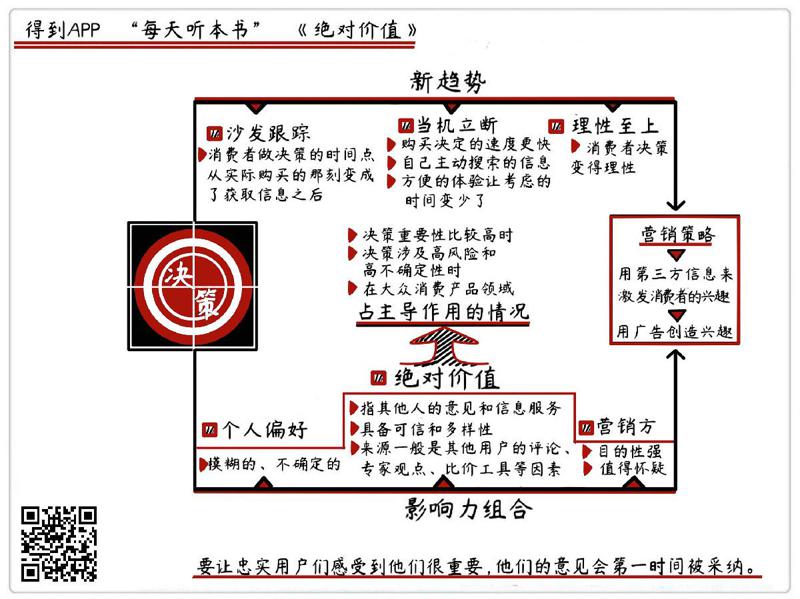 得到APP “每天听本书” 《绝对价值》
新趋势
沙发跟踪
消费者做决策的时间点
从实际购买的那刻变成
了获取信息之后
当机立断
购买决定的速度更快
自己主动搜索的信息
方便的体验让考虑的
时间变少了
理性至上
消费者决策
变得理性
决策
决策重要性比较高时
决策涉及高风险和
高不确定性时
在大众消费产品领域
占主导作用的情况
营销策略
用第三方信息来
激发消费者的兴趣
用广告创造兴趣
个人偏好
模糊的、不确定的
绝对价值
指其他人的意见和信息服务
具备可信和多样性
来源一般是其他用户的评论、
专家观点、比价工具等因素
营销方
目的性强
值得怀疑
影响力组合
要让忠实用户们感受到他们很重要,他们的意见会第一时间被采纳。